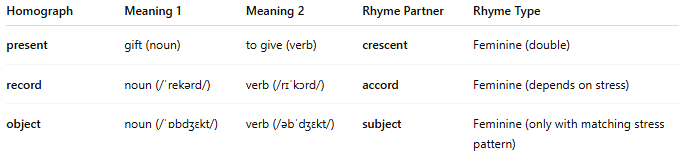 Homograph Meaning 1 Meaning 2 Rhyme Partner Rhyme Type
present gift (noun) to give (verb) crescent Feminine (double)
record noun (/ˈrekərd/) verb (/rɪˈkɔrd/) accord Feminine (depends on stress)
object noun (/ˈɒbdʒɛkt/) verb (/əbˈdʒɛkt/) subject Feminine (only with matching stress
pattern)